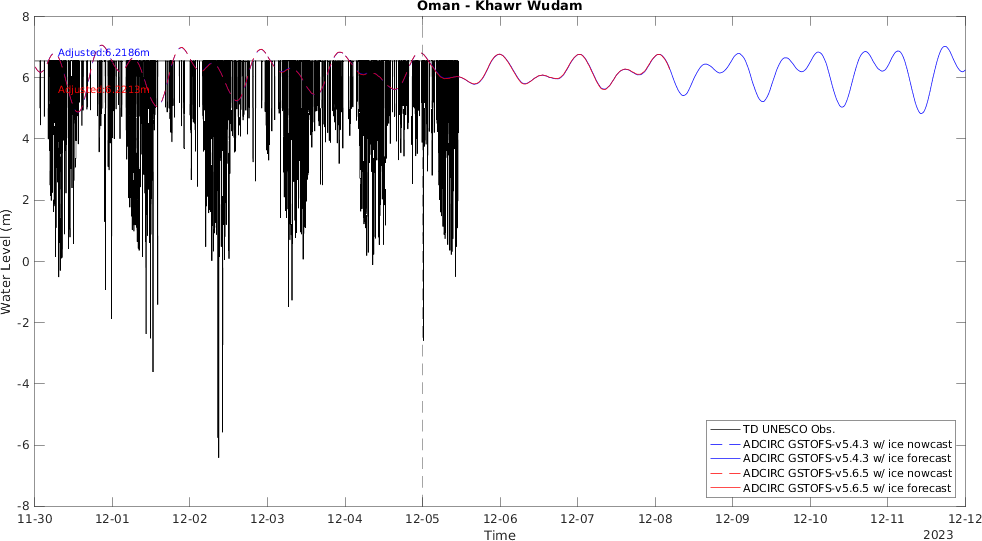 Oman - Khawr Wudam
Water Level (m)
8
6
4
2
0
-2
-4
-6
-8
Adjusted:6.2186m
TD UNESCO Obs.
ADCIRC GSTOFS-v5.4.3 w/ ice nowcast
ADCIRC GSTOFS-v5.4.3 w/ ice forecast
ADCIRC GSTOFS-v5.6.5 w/ ice nowcast
ADCIRC GSTOFS-v5.6.5 w/ ice forecast
11-30 12-01 12-02 12-03 12-04 12-05 12-06 12-07 12-08 12-09 12-10 12-11 12-12
Time
2023